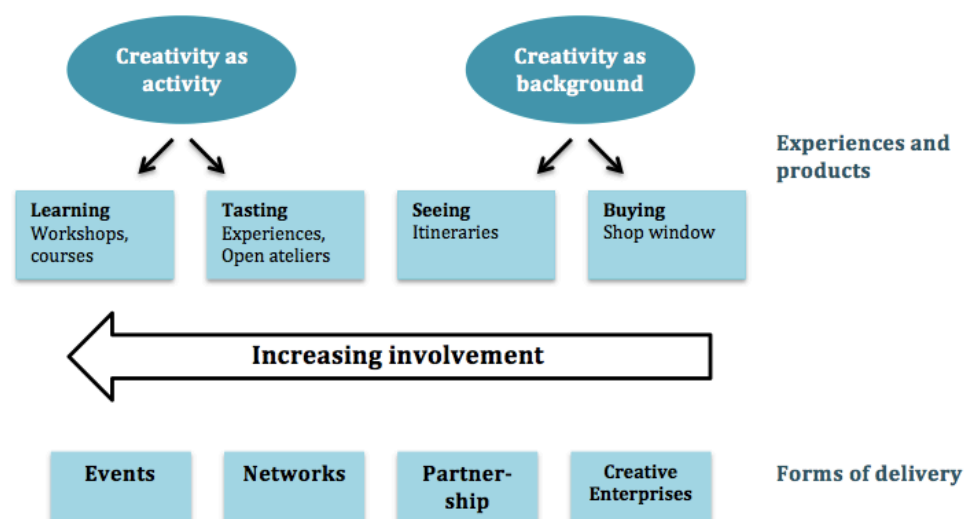 Creativity as
activity
Creativity as
background
Experiences and
products
Learning
Workshops,
courses
Tasting
Experiences,
Open ateliers
Seeing
Itineraries
Buying
Shop window
Increasing involvement
Events
Networks
Partner-
ship
Creative
Enterprises
Forms of delivery